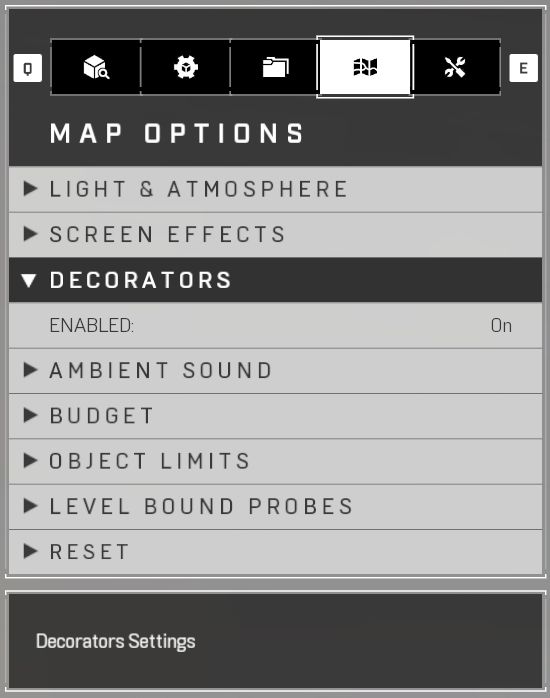 Q E
MAP OPTIONS
LIGHT & ATMOSPHERE
SCREEN EFFECTS
DECORATORS
ENABLED: On
AMBIENT SOUND
BUDGET
OBJECT LIMITS
LEVEL BOUND PROBES
RESET
Decorators Settings